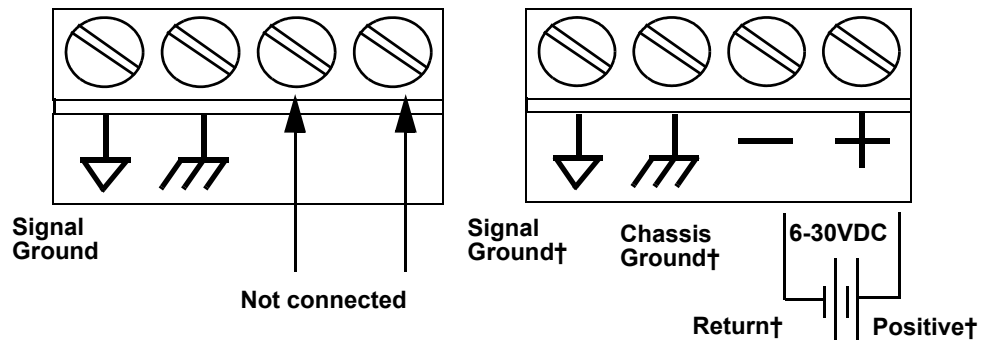 Signal
Ground
Not connected
Signal
Ground†
Chassis
Ground†
6-30VDC
Return†
Positive†